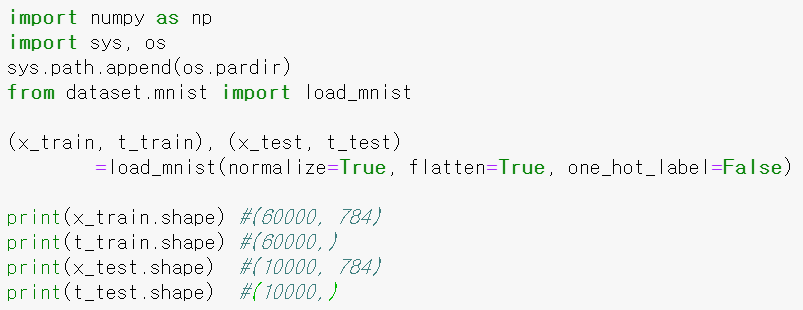 import numpy as np
import sys, os
sys.path.append(os.pardir)
from dataset.mnist import load_mnist

(x_train, t_train), (x_test, t_test)
        =load_mnist(normalize=True, flatten=True, one_hot_label=False)

print(x_train.shape) #(60000, 784)
print(t_train.shape) #(60000,)
print(x_test.shape)  #(10000, 784)
print(t_test.shape)  #(10000,)